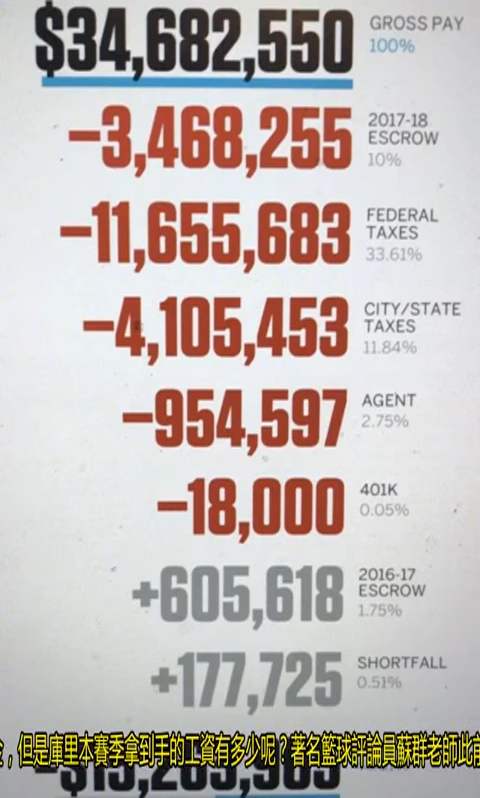 $34,682,550 GROSS PAY
100%
−3,468,255 2017-18
ESCROW
10%
−11,655,683 FEDERAL
TAXES
33.61%
−4,105,453 CITY/STATE
TAXES
11.84%
−954,597 AGENT
2.75%
−18,000 401K
0.05%
+605,618 2016-17
ESCROW
1.75%
+177,725 SHORTFALL
0.51%
，但是庫里本賽季拿到手的工資有多少呢？著名籃球評論員蘇群老師此前